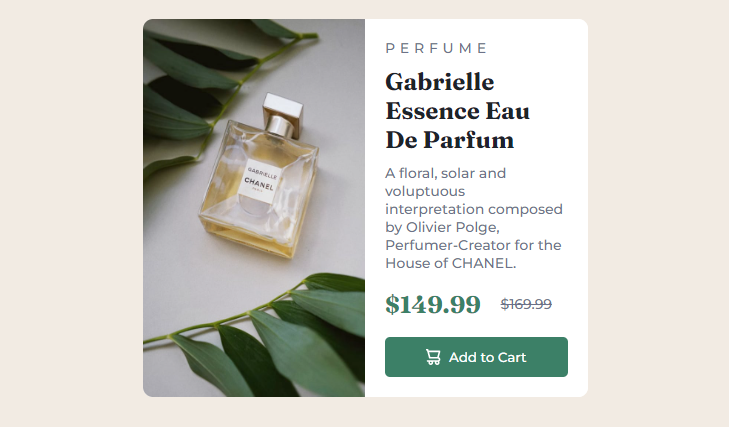 GABRIELLE
CHANEL
PARIS
PERFUME
Gabrielle
Essence Eau
De Parfum
A floral, solar and
voluptuous
interpretation composed
by Olivier Polge,
Perfumer-Creator for the
House of CHANEL.
$149.99 $169.99
Add to Cart